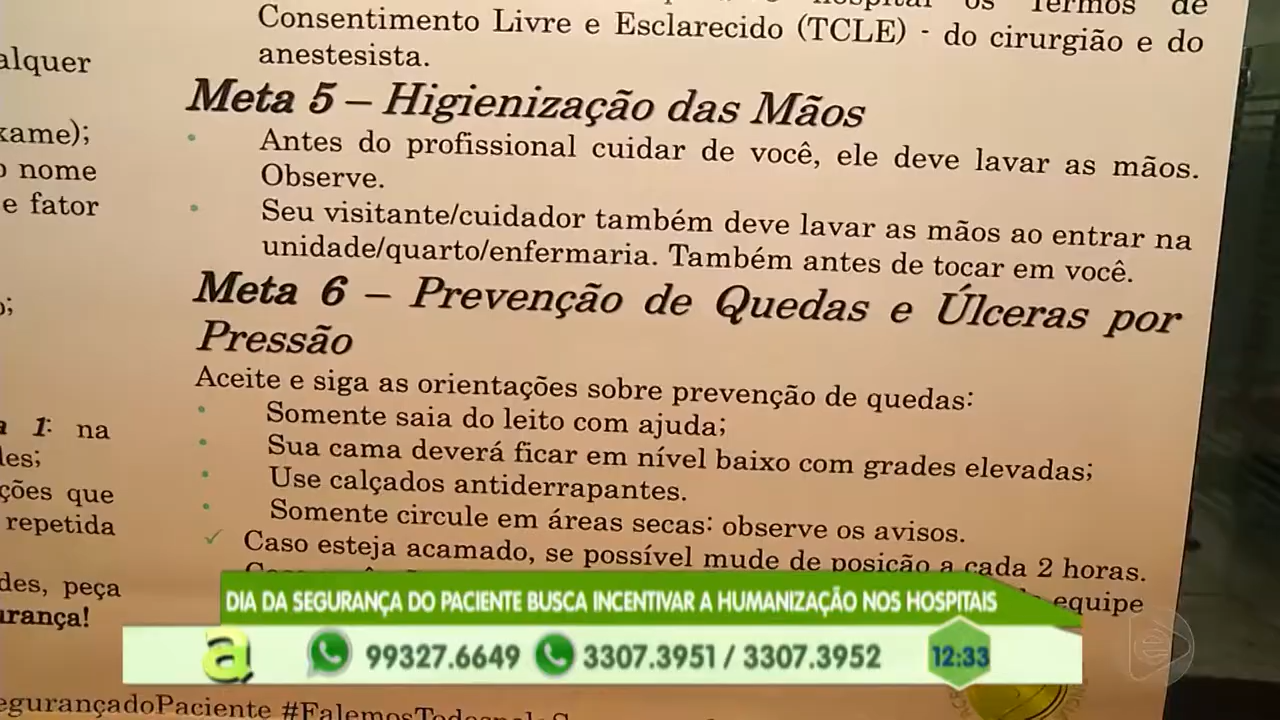 alquer
xame);
nome
e fator
a 1: na
des;
ções que
repetida
des, peça
urança!
os Termos de
Consentimento Livre e Esclarecido (TCLE) - do cirurgião e do
anestesista.
Meta 5 – Higienização das Mãos
Antes do profissional cuidar de você, ele deve lavar as mãos.
Observe.
Seu visitante/cuidador também deve lavar as mãos ao entrar na
unidade/quarto/enfermaria. Também antes de tocar em você.
Meta 6 – Prevenção de Quedas e Úlceras por
Pressão
Aceite e siga as orientações sobre prevenção de quedas:
Somente saia do leito com ajuda;
Sua cama deverá ficar em nível baixo com grades elevadas;
Use calçados antiderrapantes.
Somente circule em áreas secas: observe os avisos.
✓ Caso esteja acamado, se possível mude de posição a cada 2 horas.
equipe
DIA DA SEGURANÇA DO PACIENTE BUSCA INCENTIVAR A HUMANIZAÇÃO NOS HOSPITAIS
a 99327.6649 3307.3951 / 3307.3952 12:33
egurançadoPaciente